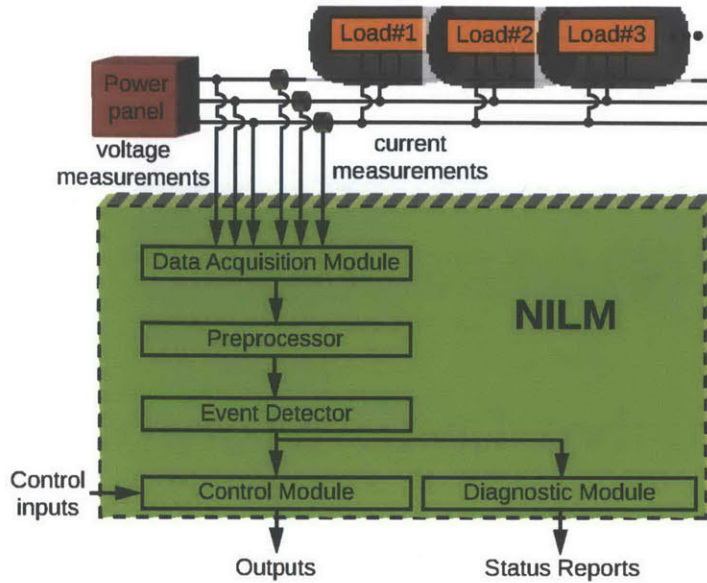 Load#1
Load#2
Load#3
Power
panel
voltage
measurements
current
measurements
NILM
Data Acquisition Module
Preprocessor
Event Detector
Control
inputs
Control Module
Diagnostic Module
Outputs
Status Reports